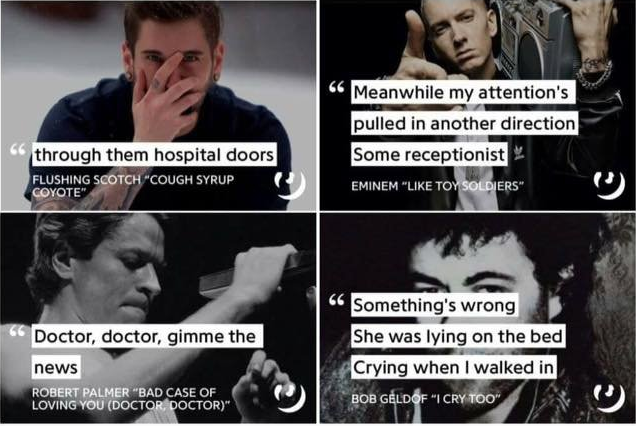 “ through them hospital doors
FLUSHING SCOTCH "COUGH SYRUP
COYOTE"
“ Meanwhile my attention's
pulled in another direction
Some receptionist
EMINEM "LIKE TOY SOLDIERS"
“ Doctor, doctor, gimme the
news
ROBERT PALMER "BAD CASE OF
LOVING YOU (DOCTOR, DOCTOR)"
“ Something's wrong
She was lying on the bed
Crying when I walked in
BOB GELDOF "I CRY TOO"